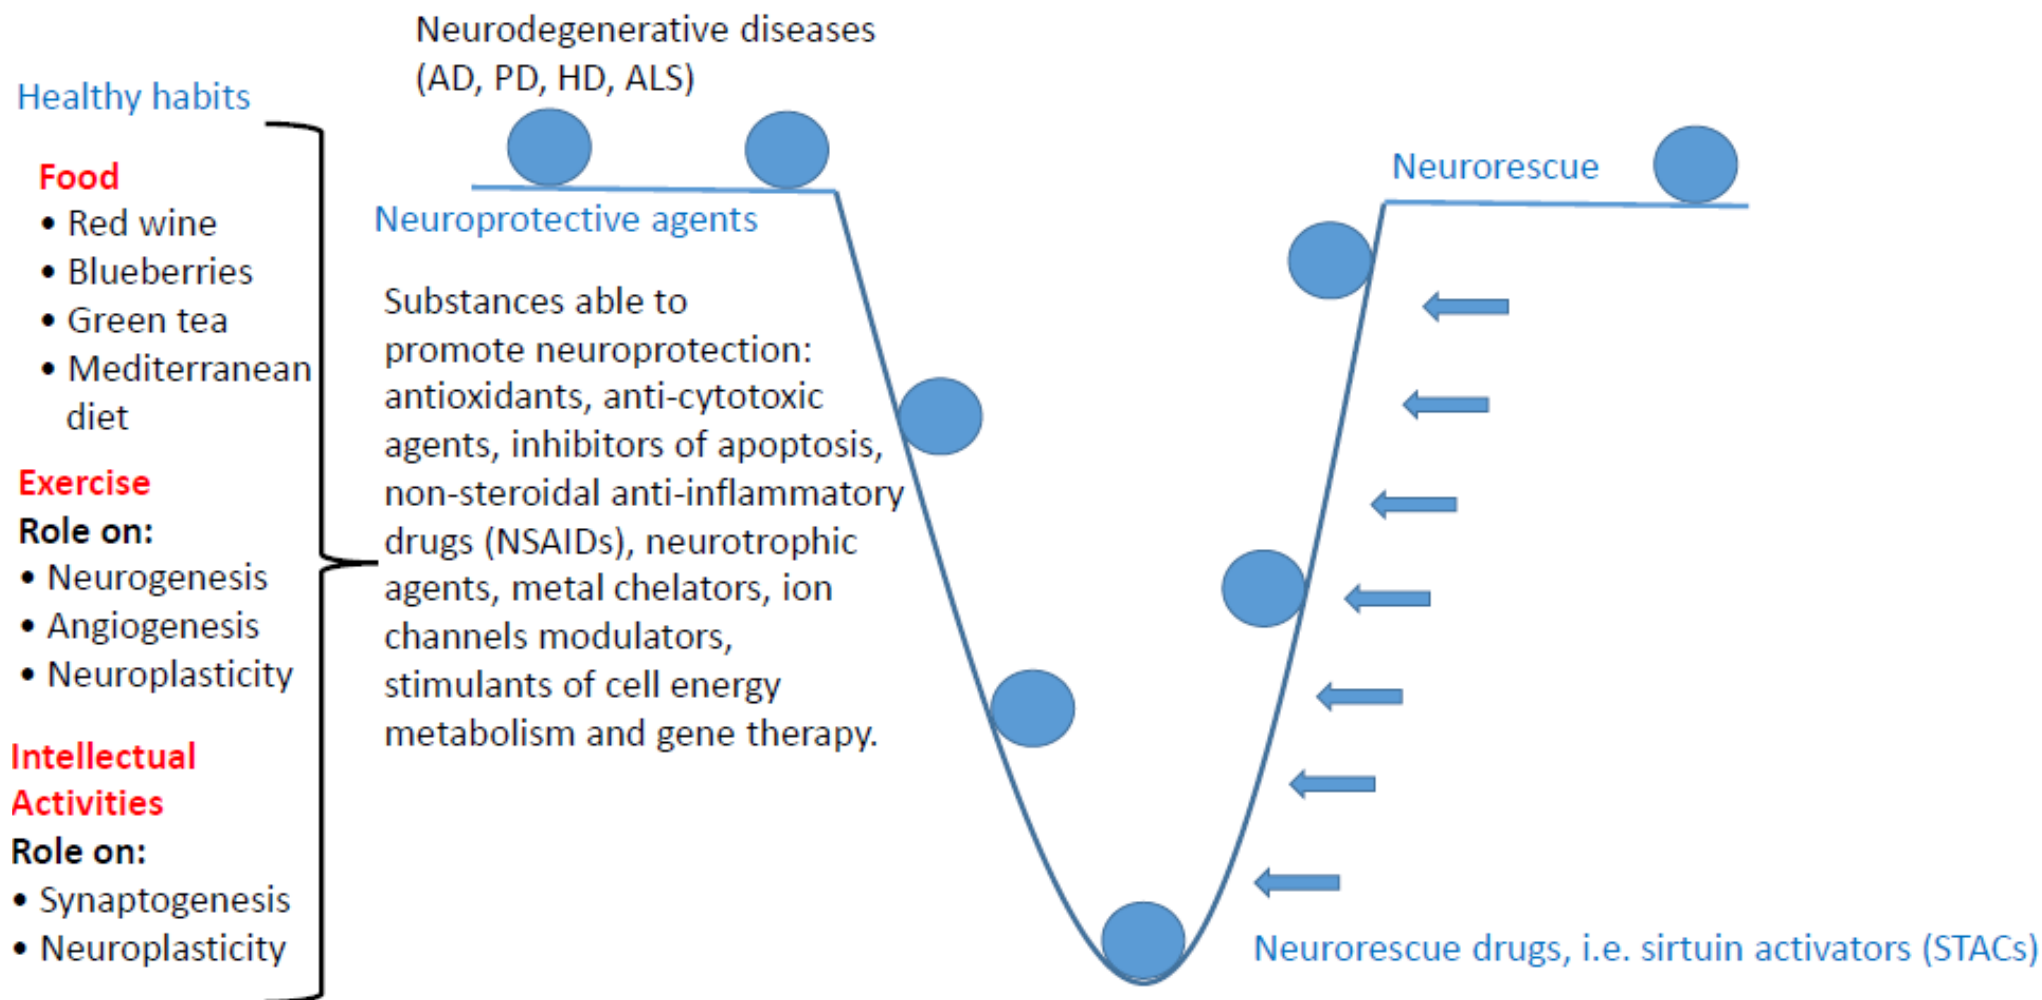 Neurodegenerative diseases
(AD, PD, HD, ALS)
Healthy habits
Food
• Red wine
• Blueberries
• Green tea
• Mediterranean
diet
Exercise
Role on:
• Neurogenesis
• Angiogenesis
• Neuroplasticity
Intellectual
Activities
Role on:
• Synaptogenesis
• Neuroplasticity
Neuroprotective agents
Substances able to
promote neuroprotection:
antioxidants, anti-cytotoxic
agents, inhibitors of apoptosis,
non-steroidal anti-inflammatory
drugs (NSAIDs), neurotrophic
agents, metal chelators, ion
channels modulators,
stimulants of cell energy
metabolism and gene therapy.
Neurorescue
Neurorescue drugs, i.e. sirtuin activators (STACs)